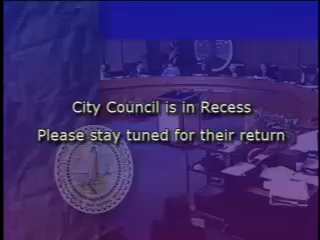 City Council is in Recess
Please stay tuned for their return